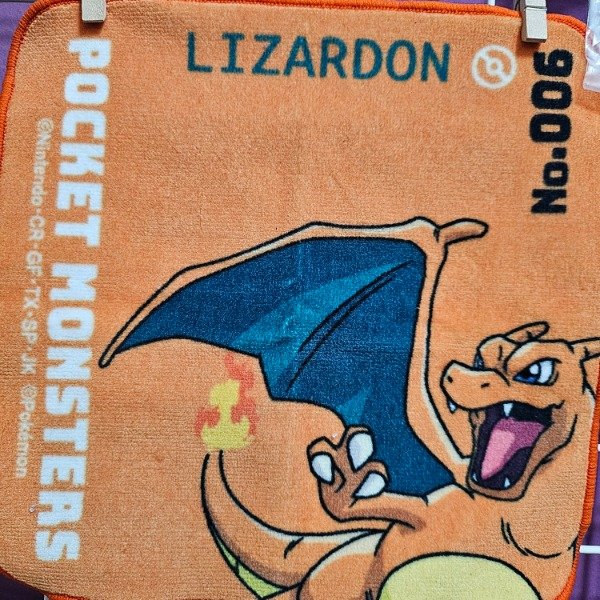 LIZARDON
No.006
POCKET MONSTERS
©Nintendo・CR・GF・TX・SP・JK ©Pokémon